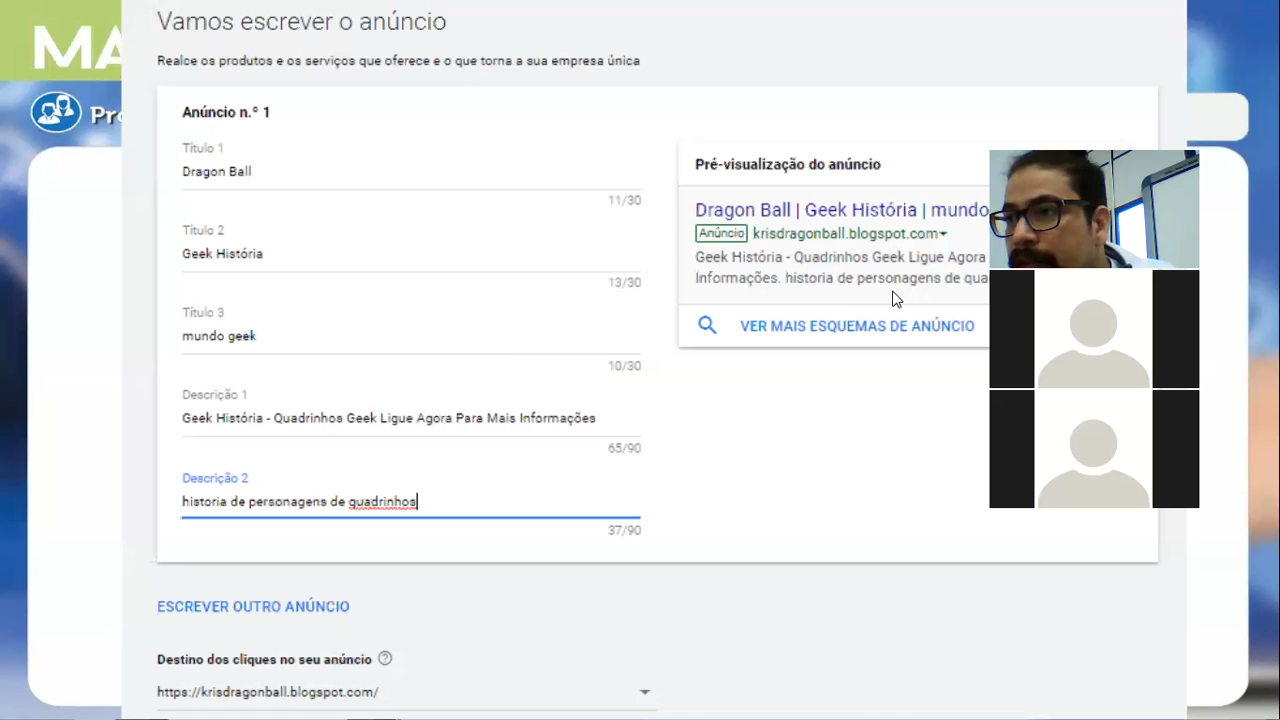 MA
Pro
Vamos escrever o anúncio
Realce os produtos e os serviços que oferece e o que torna a sua empresa única
Anúncio n.º 1
Título 1
Dragon Ball
11/30
Título 2
Geek História
13/30
Título 3
mundo geek
10/30
Descrição 1
Geek História - Quadrinhos Geek Ligue Agora Para Mais Informações
65/90
Descrição 2
historia de personagens de quadrinhos
37/90
Pré-visualização do anúncio
Dragon Ball | Geek História | mundo
Anúncio krisdragonball.blogspot.com
Geek História - Quadrinhos Geek Ligue Agora
Informações. historia de personagens de qua
VER MAIS ESQUEMAS DE ANÚNCIO
ESCREVER OUTRO ANÚNCIO
Destino dos cliques no seu anúncio ?
https://krisdragonball.blogspot.com/